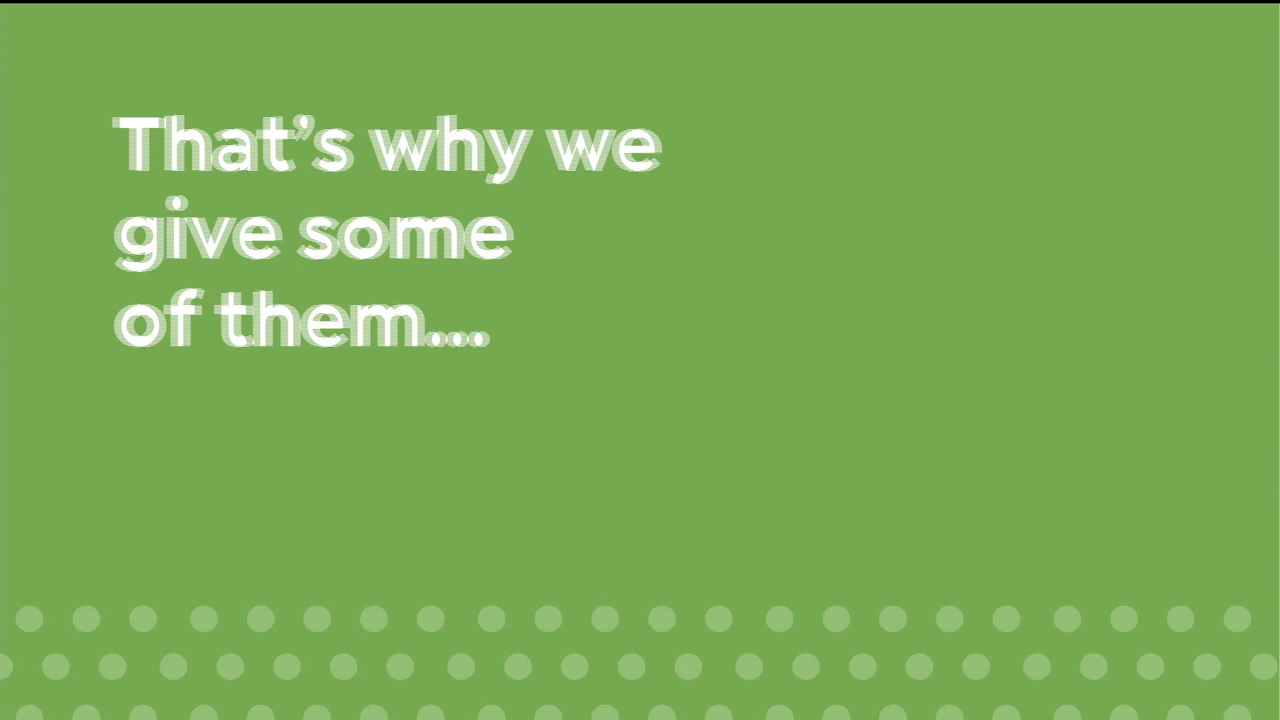 That’s why we
give some
of them....